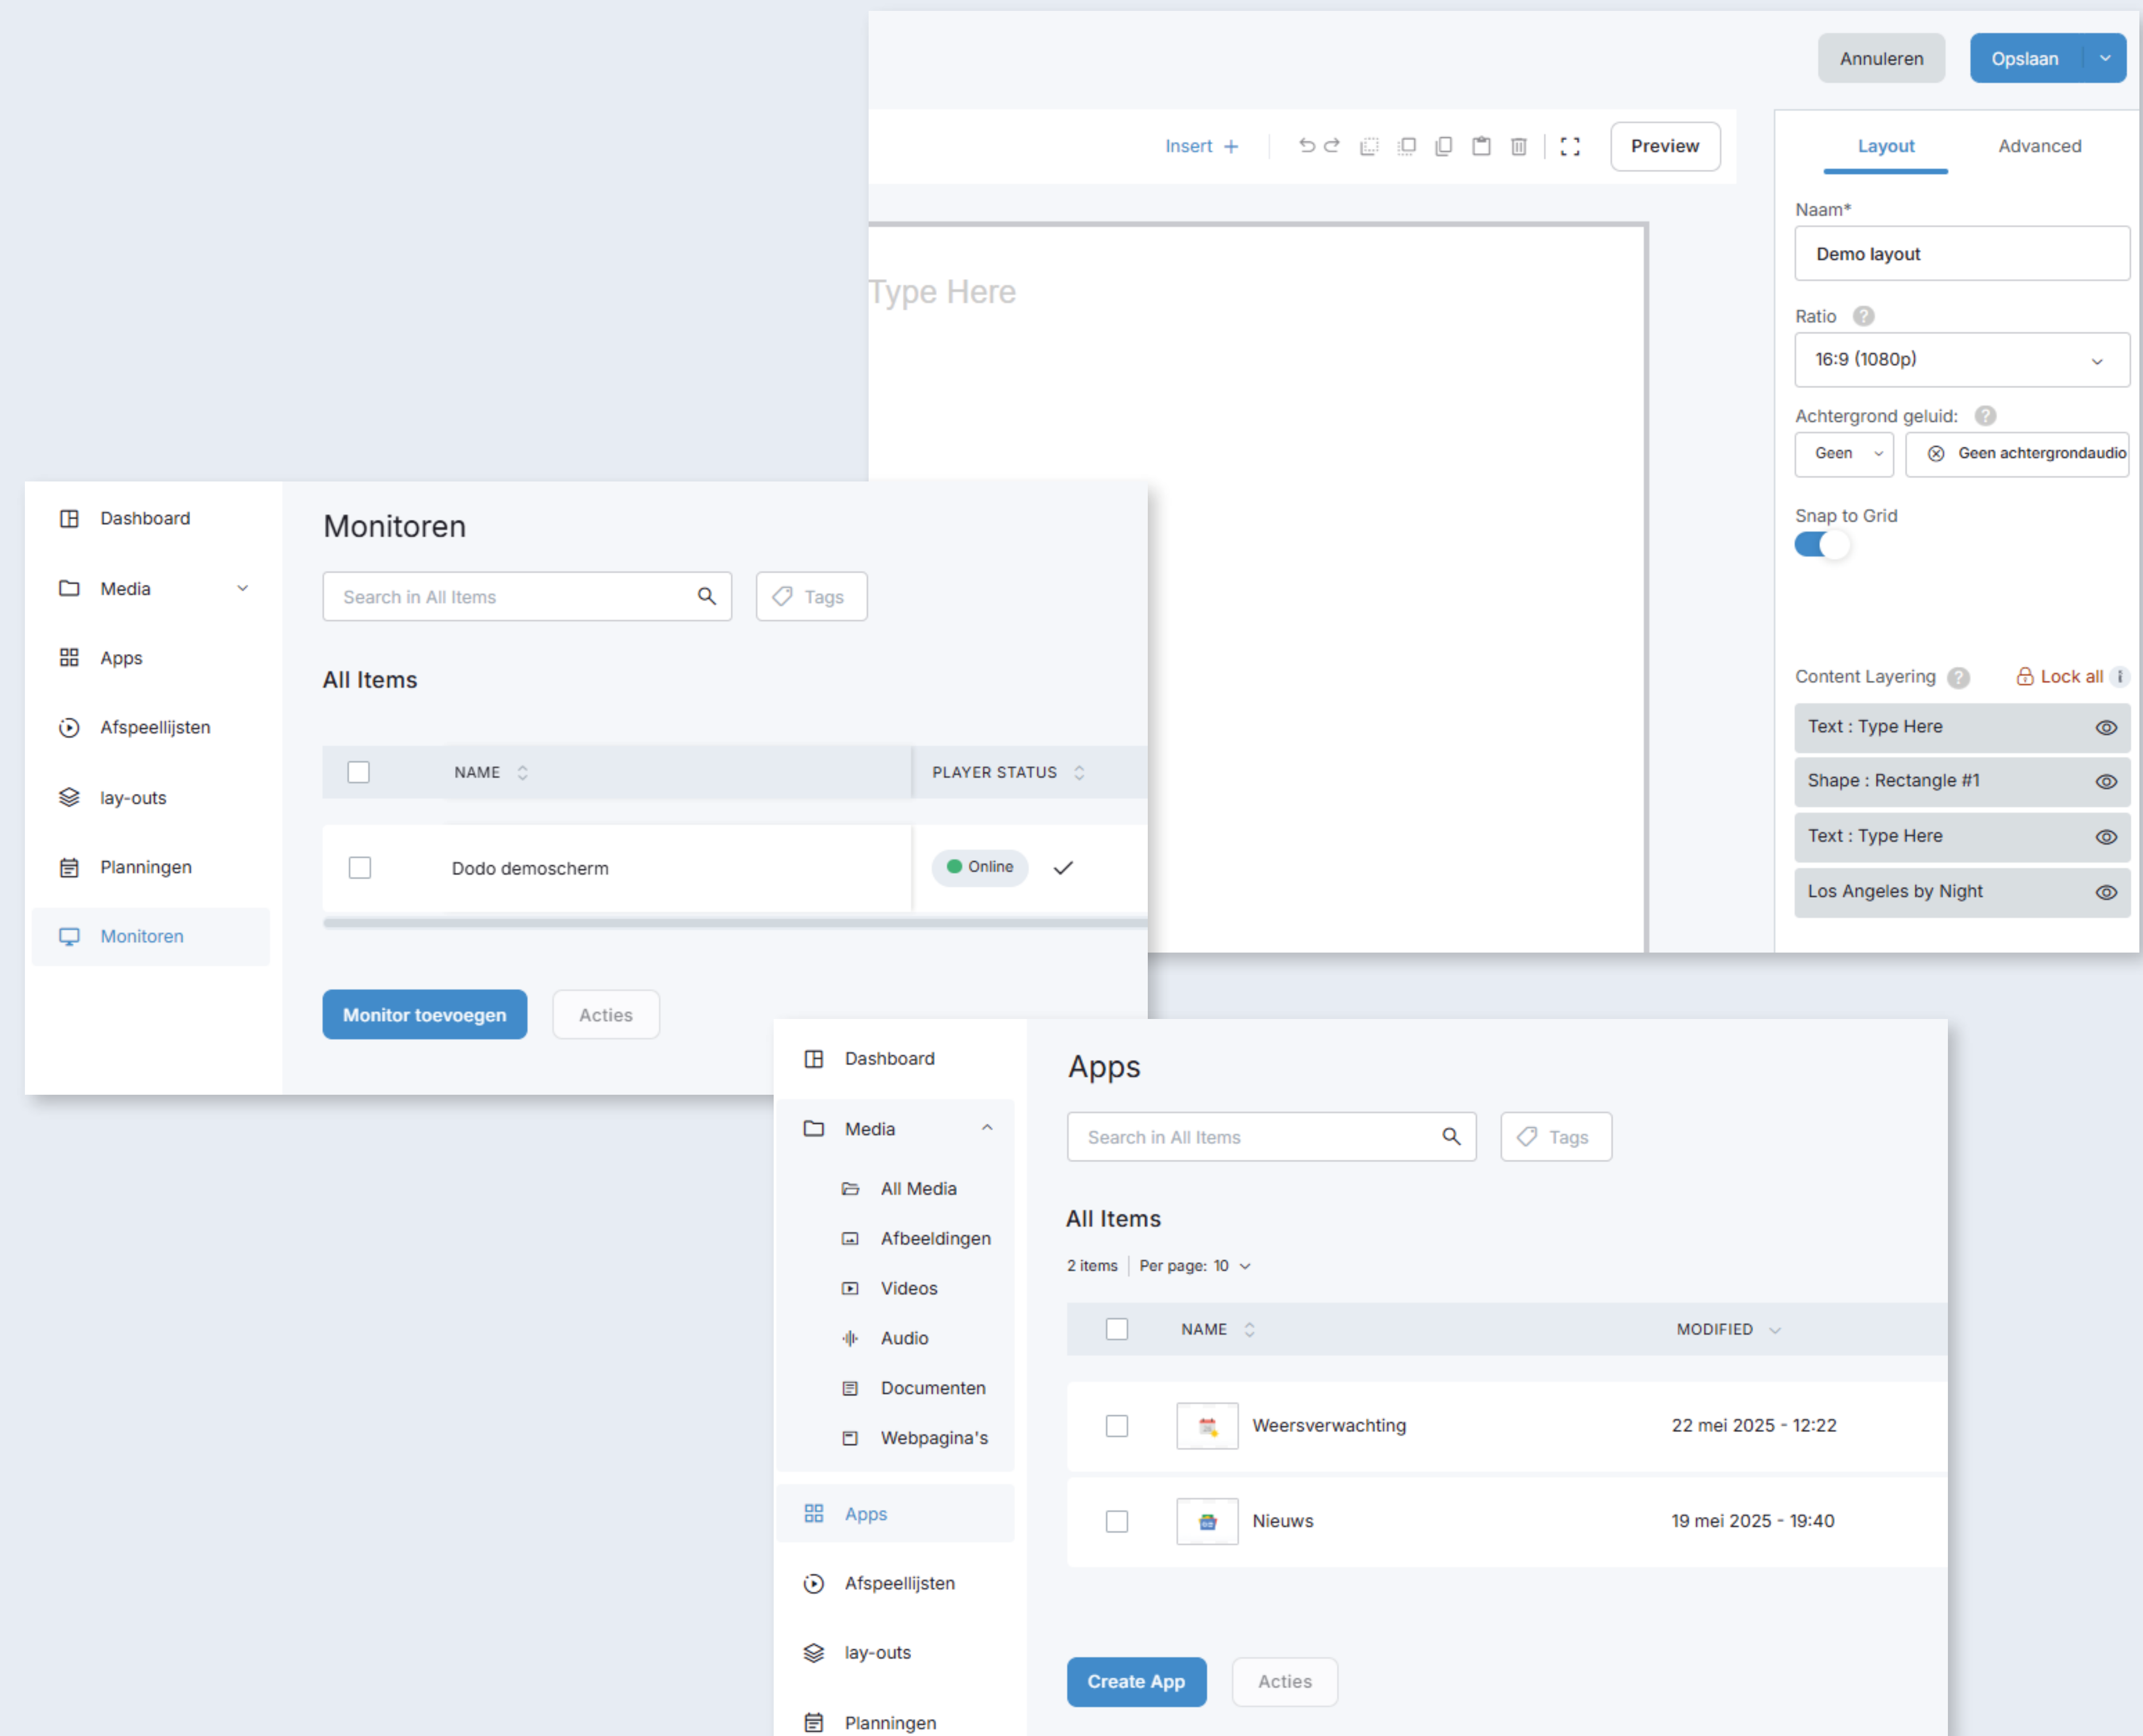 Annuleren
Opslaan
Insert +
Preview
Layout
Advanced
Type Here
Naam*
Demo layout
Ratio ?
16:9 (1080p)
Achtergrond geluid: ?
Geen
Geen achtergrondaudio
Snap to Grid
Content Layering ?
Lock all i
Text : Type Here
Shape : Rectangle #1
Text : Type Here
Los Angeles by Night
Dashboard
Media
Apps
Afspeellijsten
lay-outs
Planningen
Monitoren
Monitoren
Search in All Items
Tags
All Items
NAME
PLAYER STATUS
Dodo demoscherm
Online
Monitor toevoegen
Acties
Dashboard
Media
All Media
Afbeeldingen
Videos
Audio
Documenten
Webpagina's
Apps
Afspeellijsten
lay-outs
Planningen
Apps
Search in All Items
Tags
All Items
2 items
Per page: 10
NAME
MODIFIED
Weersverwachting
22 mei 2025 - 12:22
Nieuws
19 mei 2025 - 19:40
Create App
Acties